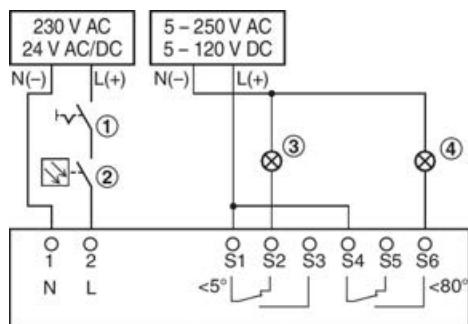 230 V AC
24 V AC/DC
5 – 250 V AC
5 – 120 V DC
N(–) L(+) N(–) L(+)
①
②
③
④
1 2 S1 S2 S3 S4 S5 S6
N L <5° <80°